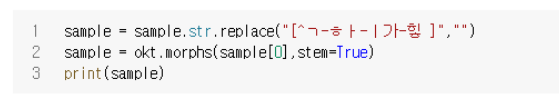 1 sample = sample.str.replace("[^ㄱ-ㅎㅏ-ㅣ가-힣 ]","")
2 sample = okt.morphs(sample[0],stem=True)
3 print(sample)